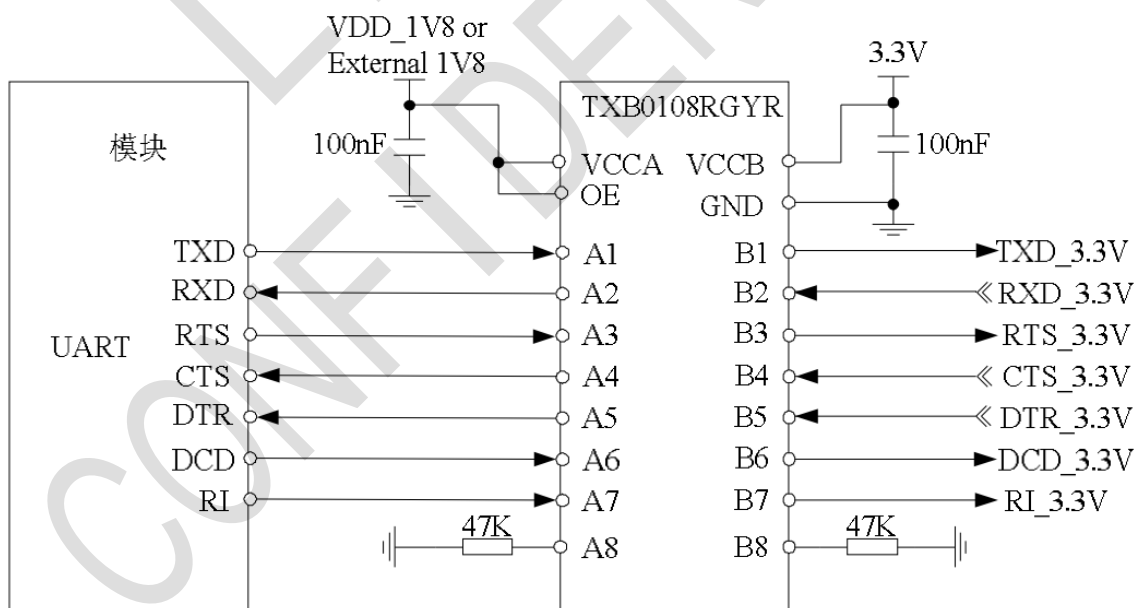 VDD_1V8 or
External 1V8
3.3V
TXB0108RGYR
模块
100nF
100nF
VCCA
VCCB
OE
GND
TXD
A1
B1
TXD_3.3V
RXD
A2
B2
RXD_3.3V
UART
RTS
A3
B3
RTS_3.3V
CTS
A4
B4
CTS_3.3V
DTR
A5
B5
DTR_3.3V
DCD
A6
B6
DCD_3.3V
RI
A7
B7
RI_3.3V
47K
A8
B8
47K